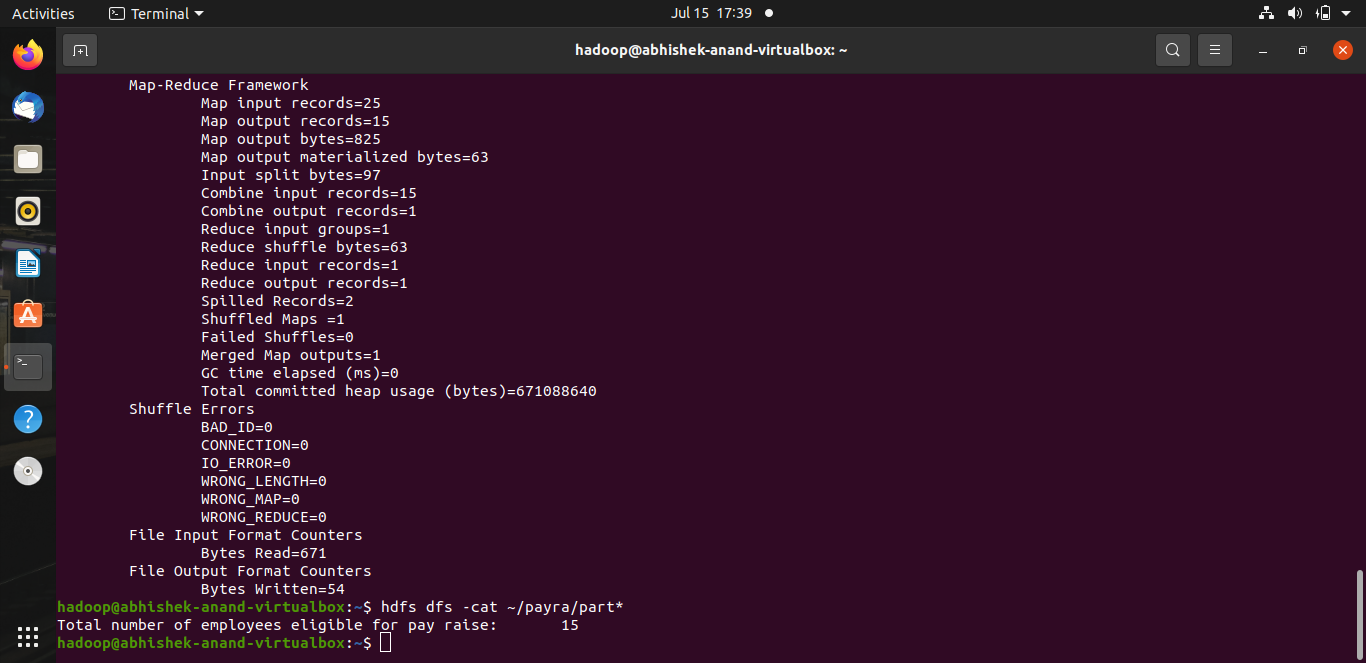 Activities Terminal Jul 15 17:39
hadoop@abhishek-anand-virtualbox: ~
Map-Reduce Framework
Map input records=25
Map output records=15
Map output bytes=825
Map output materialized bytes=63
Input split bytes=97
Combine input records=15
Combine output records=1
Reduce input groups=1
Reduce shuffle bytes=63
Reduce input records=1
Reduce output records=1
Spilled Records=2
Shuffled Maps =1
Failed Shuffles=0
Merged Map outputs=1
GC time elapsed (ms)=0
Total committed heap usage (bytes)=671088640
Shuffle Errors
BAD_ID=0
CONNECTION=0
IO_ERROR=0
WRONG_LENGTH=0
WRONG_MAP=0
WRONG_REDUCE=0
File Input Format Counters
Bytes Read=671
File Output Format Counters
Bytes Written=54
hadoop@abhishek-anand-virtualbox:~$ hdfs dfs -cat ~/payra/part*
Total number of employees eligible for pay raise: 15
hadoop@abhishek-anand-virtualbox:~$